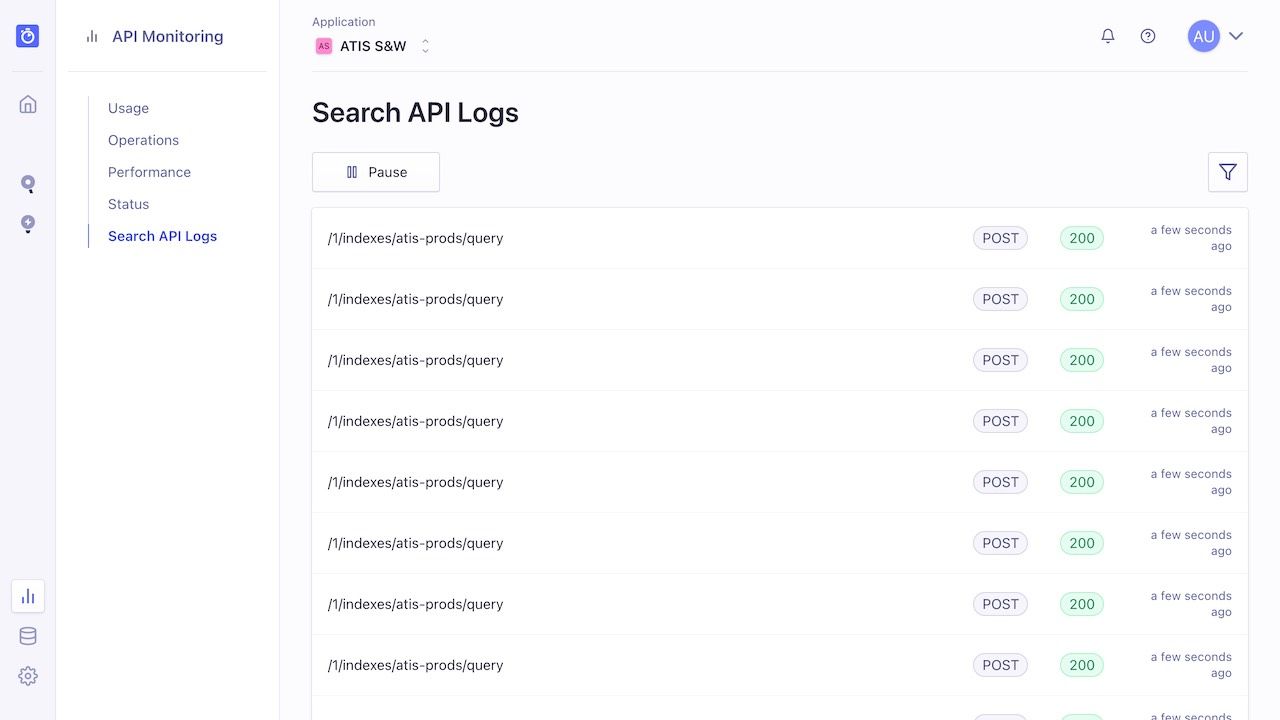 API Monitoring
Usage
Operations
Performance
Status
Search API Logs
Application
AS ATIS S&W
AU
Search API Logs
Pause
/1/indexes/atis-prods/query POST 200 a few seconds
ago
/1/indexes/atis-prods/query POST 200 a few seconds
ago
/1/indexes/atis-prods/query POST 200 a few seconds
ago
/1/indexes/atis-prods/query POST 200 a few seconds
ago
/1/indexes/atis-prods/query POST 200 a few seconds
ago
/1/indexes/atis-prods/query POST 200 a few seconds
ago
/1/indexes/atis-prods/query POST 200 a few seconds
ago
/1/indexes/atis-prods/query POST 200 a few seconds
ago
a few seconds